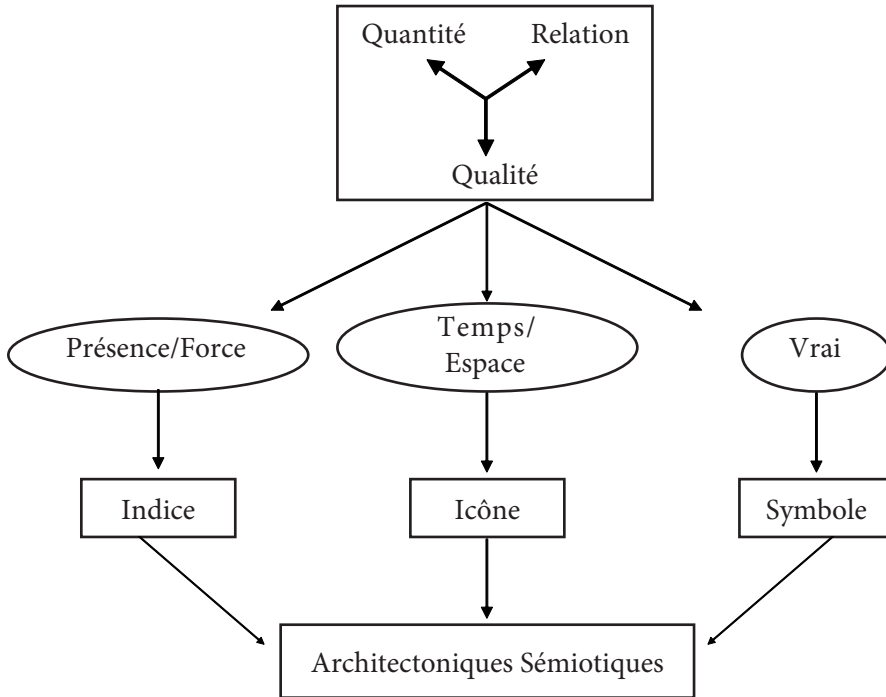 Quantité Relation
Qualité
Présence/Force
Temps/
Espace
Vrai
Indice
Icône
Symbole
Architectoniques Sémiotiques